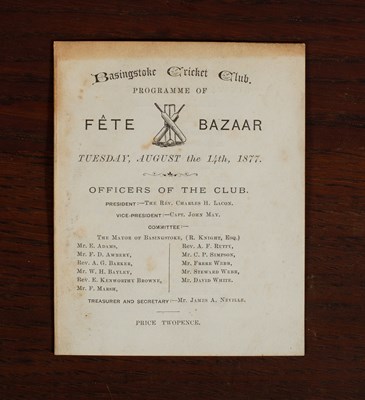 Basingstoke Cricket Club.
PROGRAMME OF
FÊTE BAZAAR
TUESDAY, AUGUST the 14th, 1877.
OFFICERS OF THE CLUB.
PRESIDENT:—THE REV. CHARLES H.
VICE-PRESIDENT:—CAPT. JOHN MAY.
COMMITTEE:—
THE MAYOR OF BASINGSTOKE, (R. KNIGHT, ESQ.)
MR. E. ADAMS,
MR. F. D. AWBERY,
REV. A. G. BARKER,
MR. W. H. BAYLEY,
REV. E. KENWORTHY BROWNE,
MR. F. MARSH,
REV. A. F.
MR. C. P. SIMPSON,
MR. FRERE WEBB,
MR. STEWARD WEBB,
MR. DAVID WHITE.
TREASURER AND SECRETARY:—MR. JAMES A. NEVILLE.
PRICE TWOPENCE.